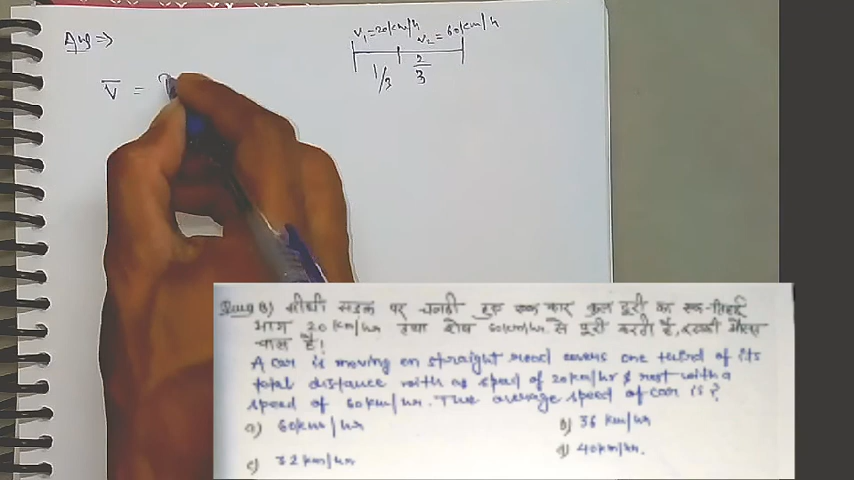 Ans ⇒
V₁=20km/h V₂=60km/h
1/3 2/3
V̄ =
Ques 8) सीधी सड़क पर चलती हुई एक कार कुल दूरी का एक-तिहाई
भाग 20 km/hr तथा शेष 60km/hr से पूरी करती है, इसकी औसत
चाल है।
A car is moving on straight road covers one third of its
total distance with a speed of 20km/hr & rest with a
speed of 60km/hr. The average speed of car is?
a) 60km/hr b) 36 km/hr
c) 32km/hr d) 40km/hr.